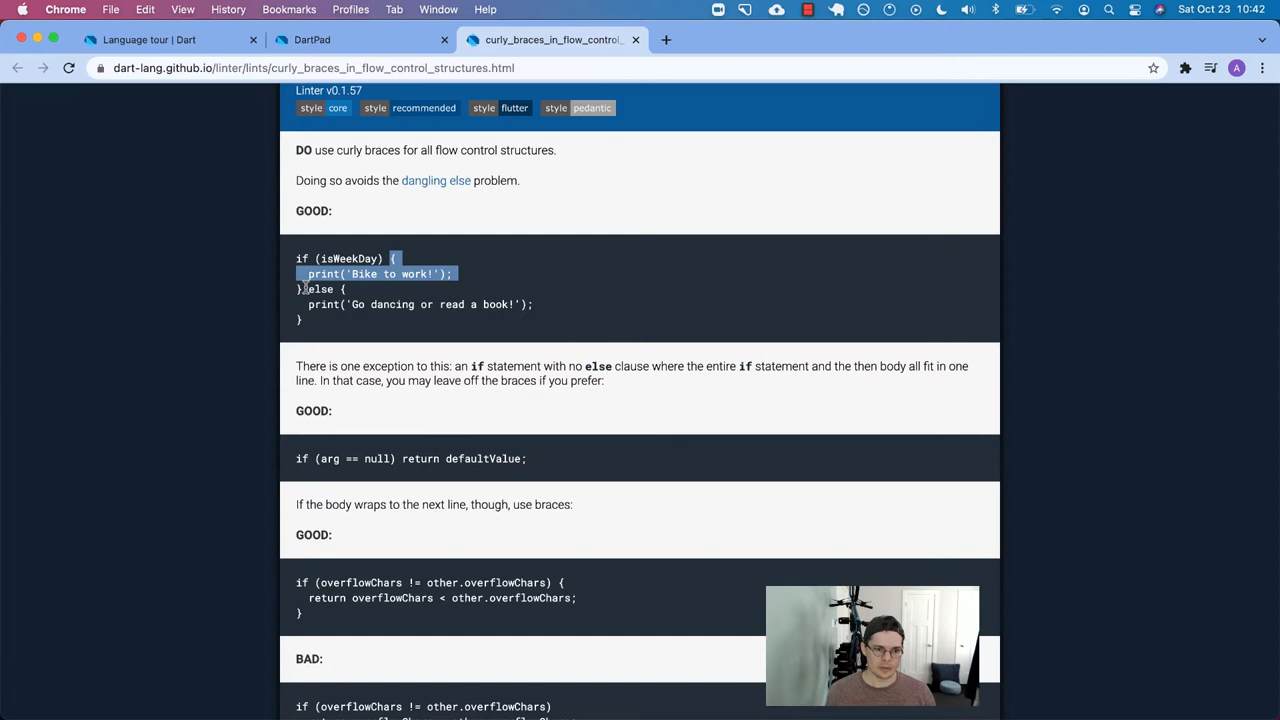 Chrome File Edit View History Bookmarks Profiles Tab Window Help Sat Oct 23 10:42
Language tour | Dart DartPad curly_braces_in_flow_control_
dart-lang.github.io/linter/lints/curly_braces_in_flow_control_structures.html A
Linter v0.1.57
style core style recommended style flutter style pedantic
DO use curly braces for all flow control structures.
Doing so avoids the dangling else problem.
GOOD:
if (isWeekDay) {
print('Bike to work!');
} else {
print('Go dancing or read a book!');
}
There is one exception to this: an if statement with no else clause where the entire if statement and the then body all fit in one
line. In that case, you may leave off the braces if you prefer:
GOOD:
if (arg == null) return defaultValue;
If the body wraps to the next line, though, use braces:
GOOD:
if (overflowChars != other.overflowChars) {
return overflowChars < other.overflowChars;
}
BAD:
if (overflowChars != other.overflowChars)